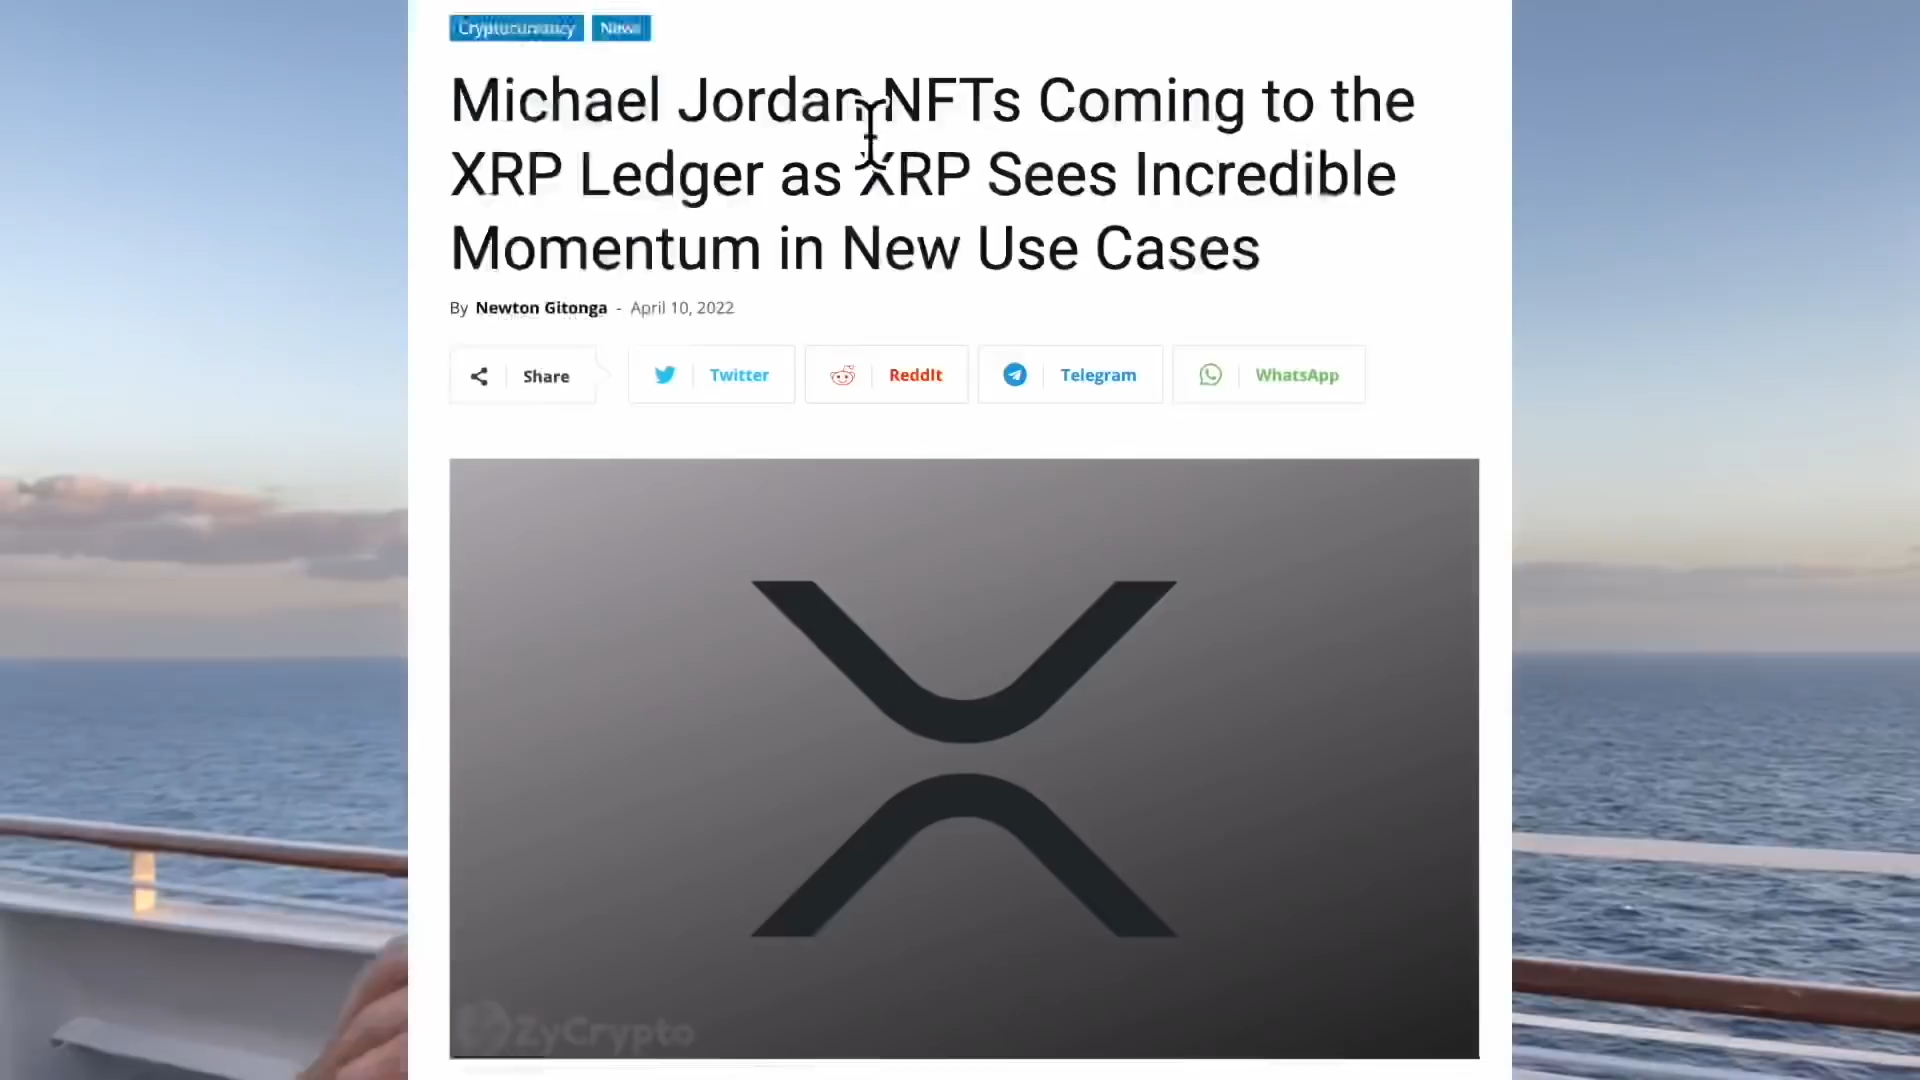 Cryptocurrency News
Michael Jordan NFTs Coming to the
XRP Ledger as XRP Sees Incredible
Momentum in New Use Cases
By Newton Gitonga - April 10, 2022
Share Twitter ReddIt Telegram WhatsApp
ZyCrypto